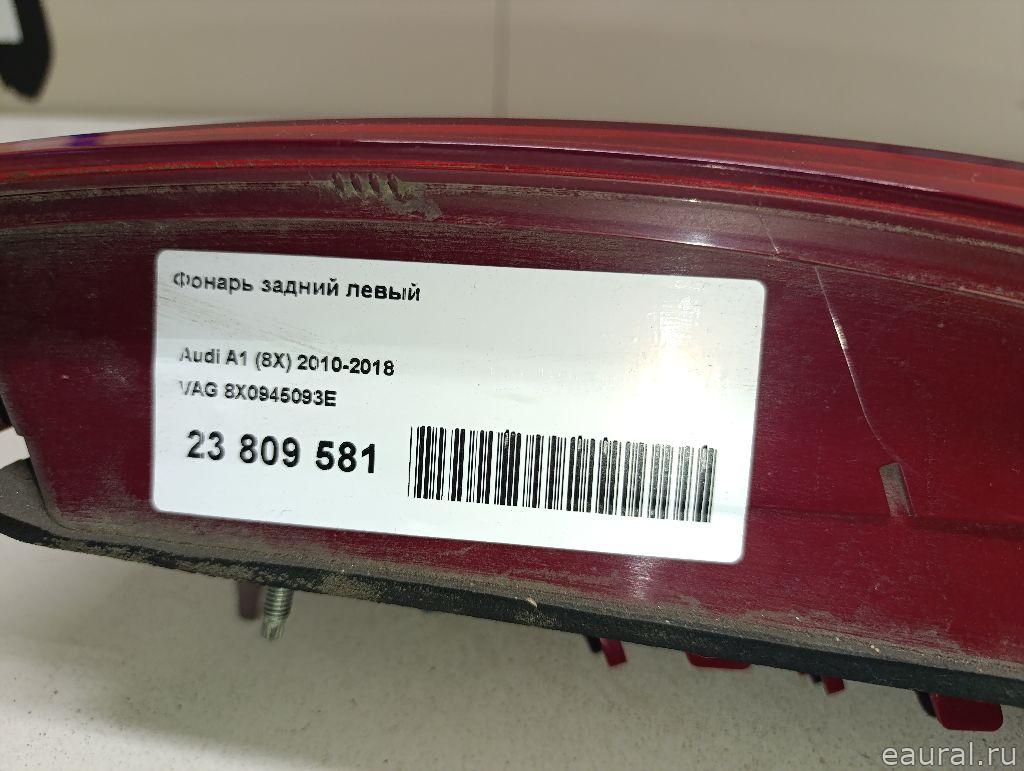 Фонарь задний левый
Audi A1 (8X) 2010-2018
VAG 8X0945093E
23 809 581
eaural.ru